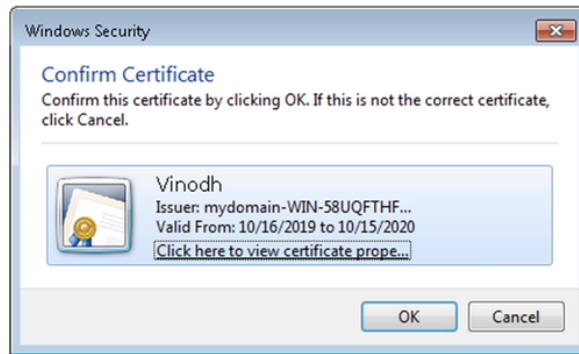 Windows Security
Confirm Certificate
Confirm this certificate by clicking OK. If this is not the correct certificate,
click Cancel.
Vinodh
Issuer: mydomain-WIN-58UQFTHF...
Valid From: 10/16/2019 to 10/15/2020
Click here to view certificate prope...
OK Cancel